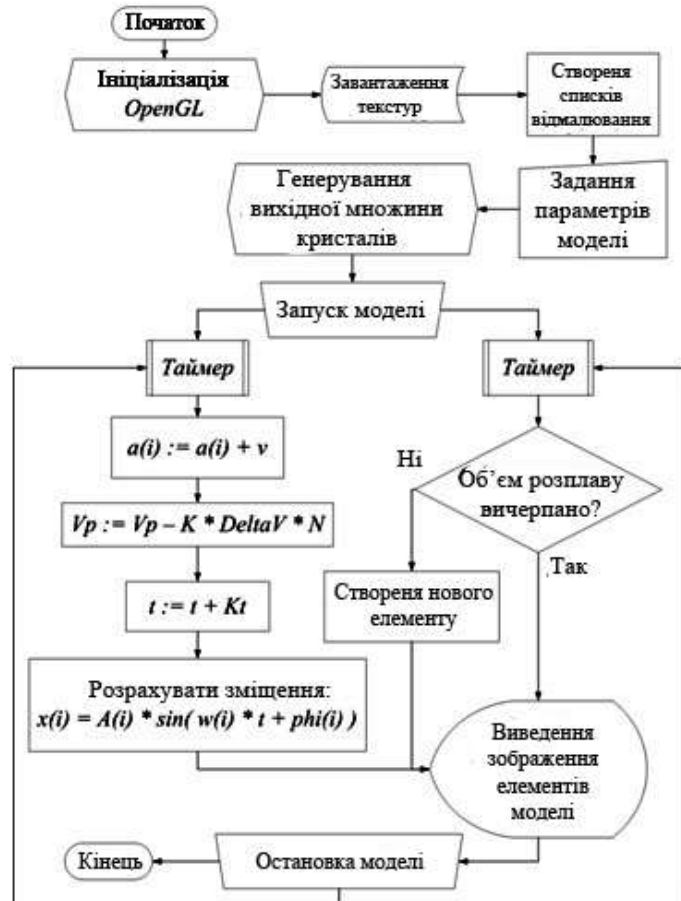 Початок
Ініціалізація
OpenGL
Завантаження
текстур
Створеня
списків
відмалювання
Задання
параметрів
моделі
Генерування
вихідної множини
кристалів
Запуск моделі
Таймер
Таймер
a(i) := a(i) + v
Vp := Vp – K * DeltaV * N
t := t + Kt
Розрахувати зміщення:
x(i) = A(i) * sin( w(i) * t + phi(i) )
Ні
Об’єм розплаву
вичерпано?
Так
Створеня нового
елементу
Виведення
зображення
елементів
моделі
Остановка моделі
Кінець